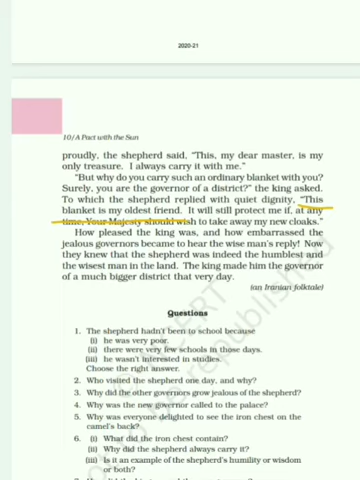 2020-21
10/A Pact with the Sun
proudly, the shepherd said, "This, my dear master, is my
only treasure. I always carry it with me."
"But why do you carry such an ordinary blanket with you?
Surely, you are the governor of a district?" the king asked.
To which the shepherd replied with quiet dignity, "This
blanket is my oldest friend. It will still protect me if, at any
time, Your Majesty should wish to take away my new cloaks."
How pleased the king was, and how embarrassed the
jealous governors became to hear the wise man's reply! Now
they knew that the shepherd was indeed the humblest and
the wisest man in the land. The king made him the governor
of a much bigger district that very day.
(an Iranian folktale)
Questions
1. The shepherd hadn't been to school because
(i) he was very poor.
(ii) there were very few schools in those days.
(iii) he wasn't interested in studies.
Choose the right answer.
2. Who visited the shepherd one day, and why?
3. Why did the other governors grow jealous of the shepherd?
4. Why was the new governor called to the palace?
5. Why was everyone delighted to see the iron chest on the
camel's back?
6. (i) What did the iron chest contain?
(ii) Why did the shepherd always carry it?
(iii) Is it an example of the shepherd's humility or wisdom
or both?